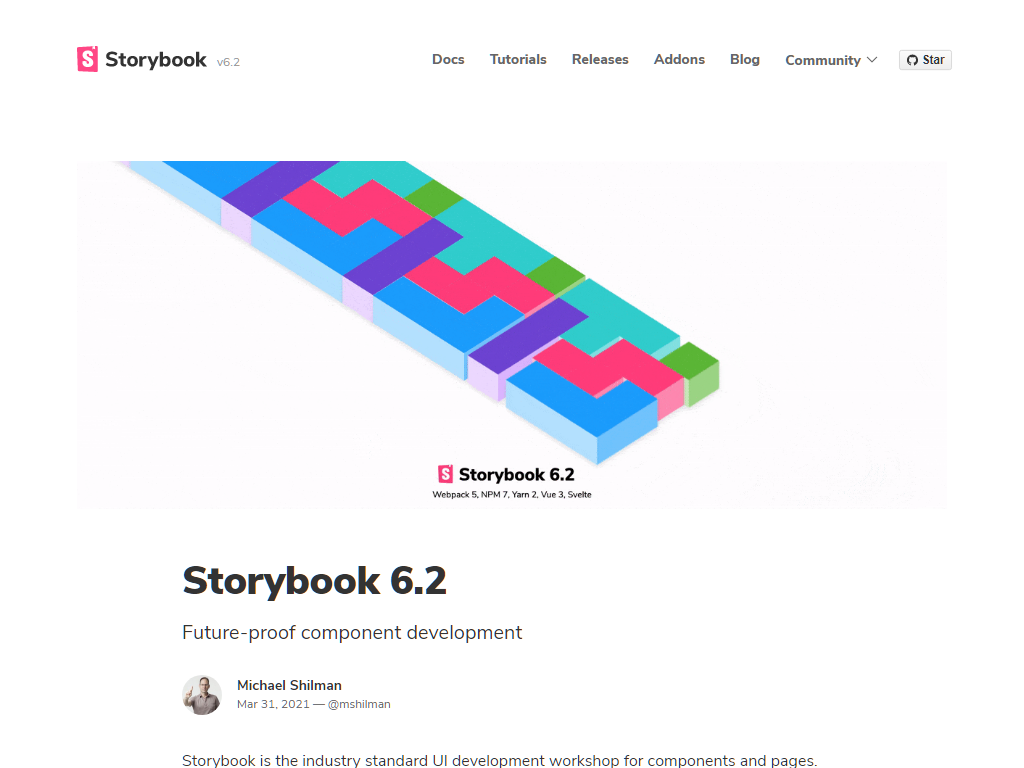 Storybook v6.2
Docs Tutorials Releases Addons Blog Community Star
Storybook 6.2
Webpack 5, NPM 7, Yarn 2, Vue 3, Svelte
Storybook 6.2
Future-proof component development
Michael Shilman
Mar 31, 2021 — @mshilman
Storybook is the industry standard UI development workshop for components and pages.